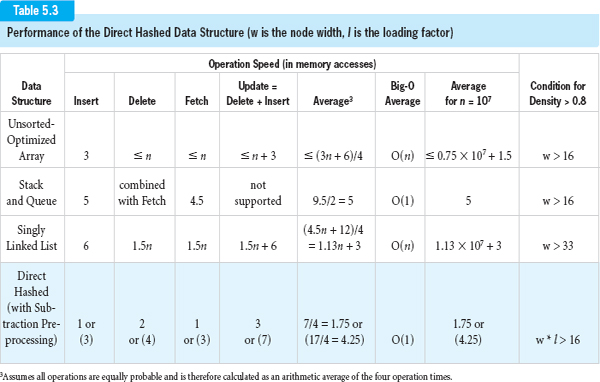 Table 5.3
Performance of the Direct Hashed Data Structure (w is the node width, l is the loading factor)
Operation Speed (in memory accesses)
Data Structure | Insert | Delete | Fetch | Update = Delete + Insert | Average³ | Big-O Average | Average for n = 10⁷ | Condition for Density > 0.8
Unsorted-Optimized Array | 3 | ≤ n | ≤ n | ≤ n + 3 | ≤ (3n + 6)/4 | O(n) | ≤ 0.75 × 10⁷ + 1.5 | w > 16
Stack and Queue | 5 | combined with Fetch | 4.5 | not supported | 9.5/2 = 5 | O(1) | 5 | w > 16
Singly Linked List | 6 | 1.5n | 1.5n | 1.5n + 6 | (4.5n + 12)/4 = 1.13n + 3 | O(n) | 1.13 × 10⁷ + 3 | w > 33
Direct Hashed (with Sub-traction Pre-processing) | 1 or (3) | 2 or (4) | 1 or (3) | 3 or (7) | 7/4 = 1.75 or (17/4 = 4.25) | O(1) | 1.75 or (4.25) | w * l > 16
³Assumes all operations are equally probable and is therefore calculated as an arithmetic average of the four operation times.